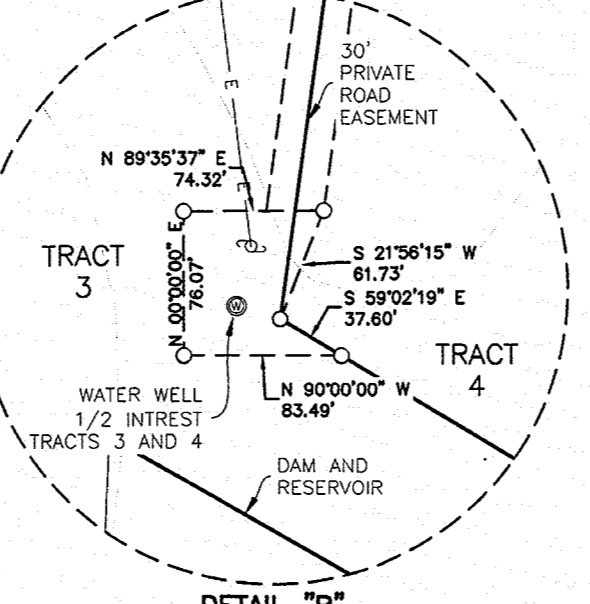 30'
PRIVATE
ROAD
EASEMENT
E
N 89°35'37" E
74.32'
E
TRACT
3
N 00°00'00" E
76.07'
S 21°56'15" W
61.73'
S 59°02'19" E
37.60'
W
TRACT
4
N 90°00'00" W
83.49'
WATER WELL
1/2 INTREST
TRACTS 3 AND 4
DAM AND
RESERVOIR
DETAIL "B"